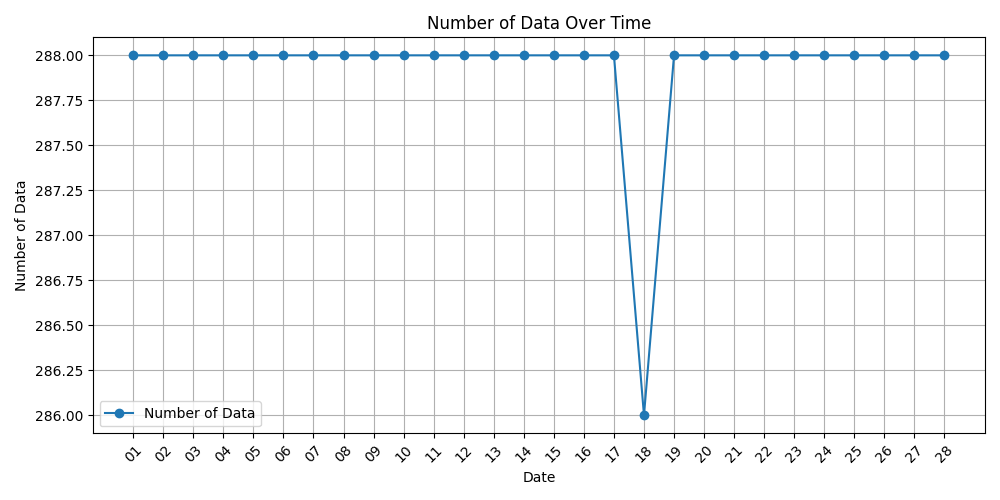 Number of Data Over Time
288.00
287.75
287.50
287.25
287.00
286.75
286.50
286.25
286.00
Number of Data
Number of Data
01 02 03 04 05 06 07 08 09 10 11 12 13 14 15 16 17 18 19 20 21 22 23 24 25 26 27 28
Date